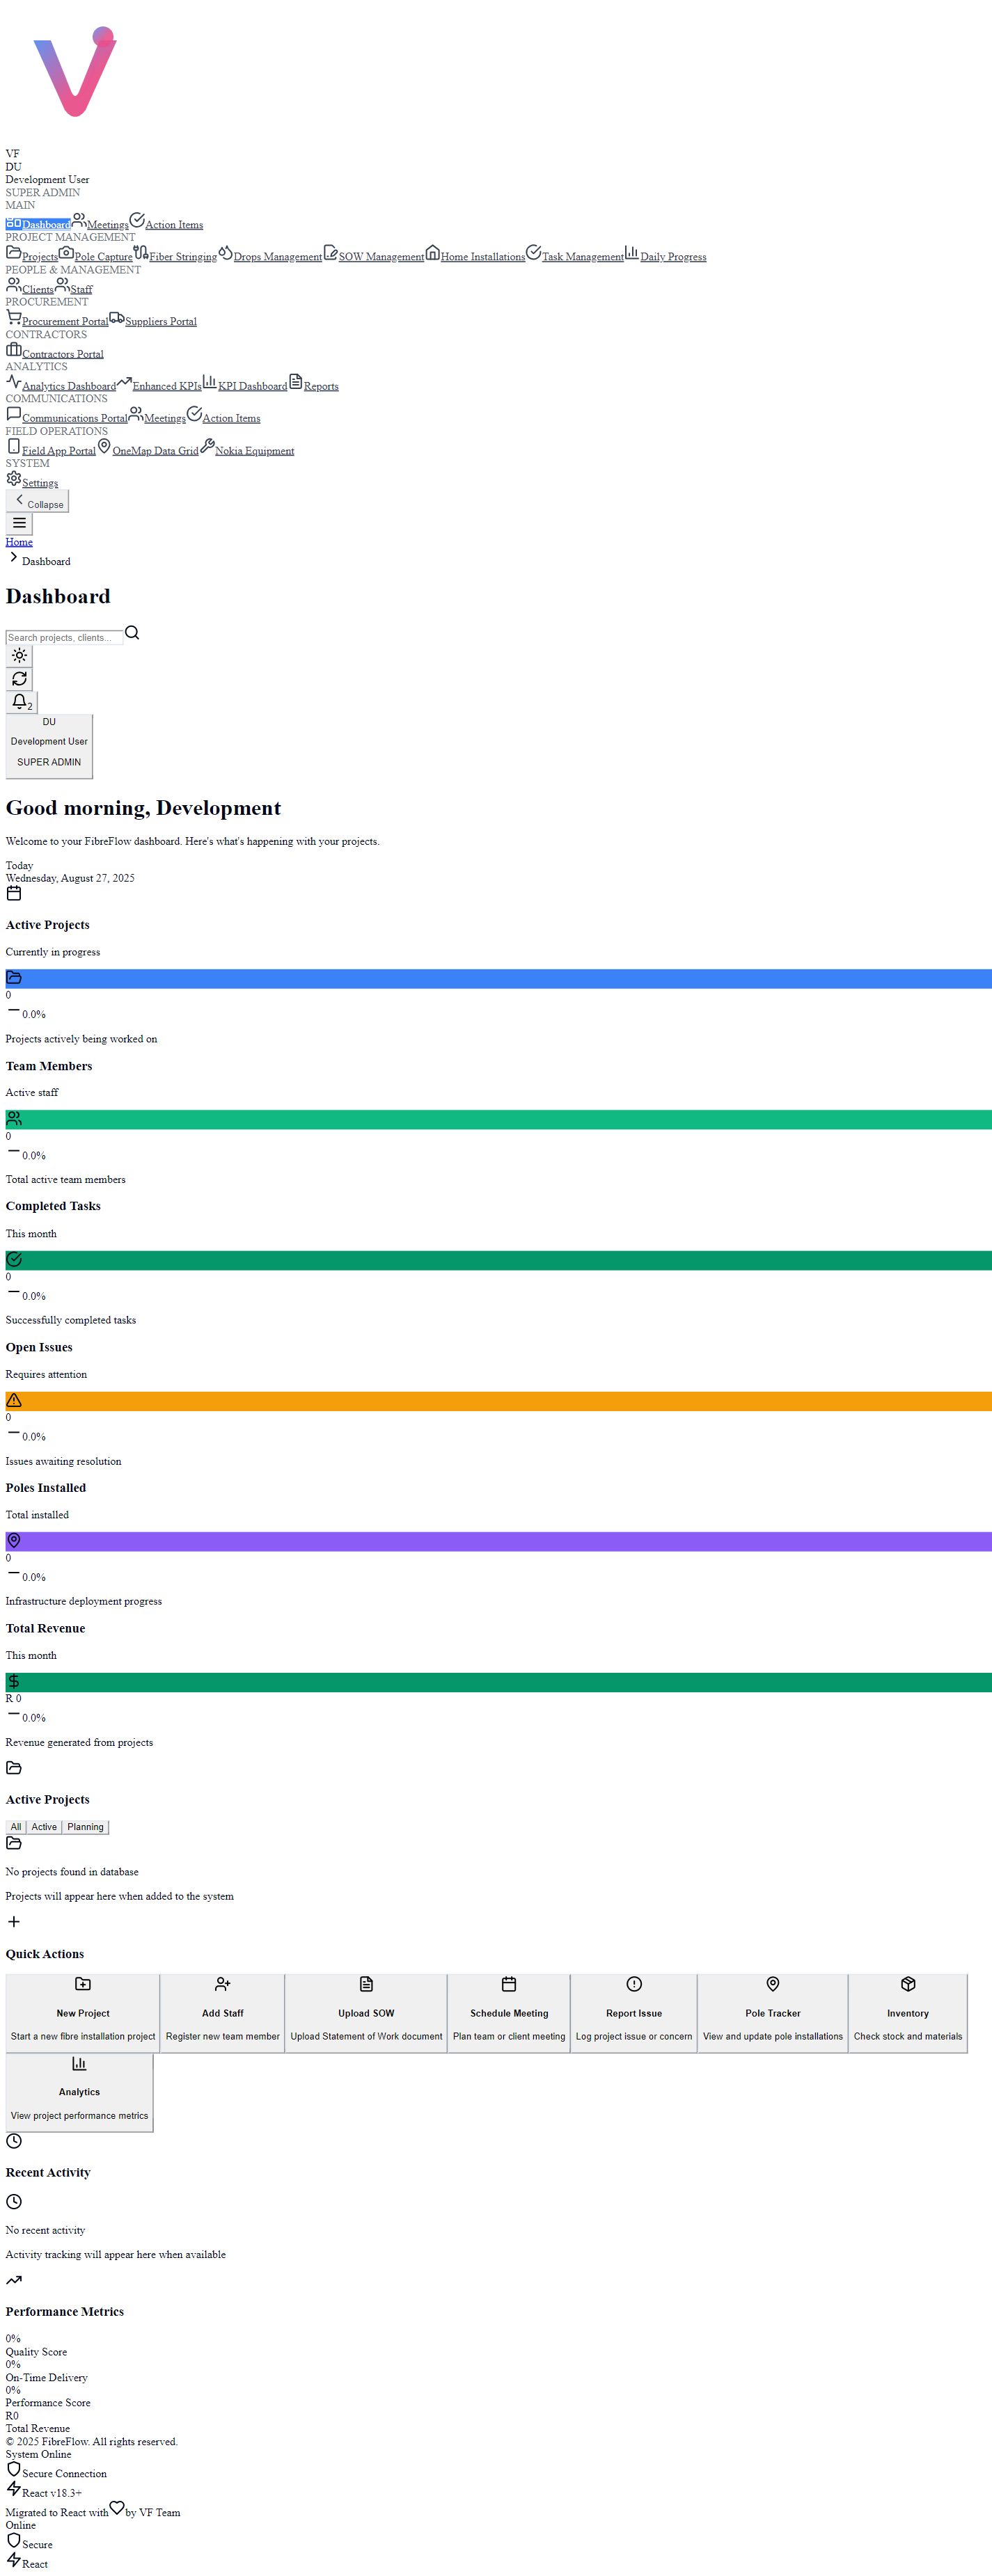 VF
DU
Development User
SUPER ADMIN
MAIN
Dashboard Meetings Action Items
PROJECT MANAGEMENT
Projects Pole Capture Fiber Stringing Drops Management SOW Management Home Installations Task Management Daily Progress
PEOPLE & MANAGEMENT
Clients Staff
PROCUREMENT
Procurement Portal Suppliers Portal
CONTRACTORS
Contractors Portal
ANALYTICS
Analytics Dashboard Enhanced KPIs KPI Dashboard Reports
COMMUNICATIONS
Communications Portal Meetings Action Items
FIELD OPERATIONS
Field App Portal OneMap Data Grid Nokia Equipment
SYSTEM
Settings
Collapse
Home
Dashboard
Dashboard
Search projects, clients...
2
DU
Development User
SUPER ADMIN
Good morning, Development
Welcome to your FibreFlow dashboard. Here's what's happening with your projects.
Today
Wednesday, August 27, 2025
Active Projects
Currently in progress
0
0.0%
Projects actively being worked on
Team Members
Active staff
0
0.0%
Total active team members
Completed Tasks
This month
0
0.0%
Successfully completed tasks
Open Issues
Requires attention
0
0.0%
Issues awaiting resolution
Poles Installed
Total installed
0
0.0%
Infrastructure deployment progress
Total Revenue
This month
R 0
0.0%
Revenue generated from projects
Active Projects
All Active Planning
No projects found in database
Projects will appear here when added to the system
Quick Actions
New Project
Start a new fibre installation project
Add Staff
Register new team member
Upload SOW
Upload Statement of Work document
Schedule Meeting
Plan team or client meeting
Report Issue
Log project issue or concern
Pole Tracker
View and update pole installations
Inventory
Check stock and materials
Analytics
View project performance metrics
Recent Activity
No recent activity
Activity tracking will appear here when available
Performance Metrics
0%
Quality Score
0%
On-Time Delivery
0%
Performance Score
R0
Total Revenue
© 2025 FibreFlow. All rights reserved.
System Online
Secure Connection
React v18.3+
Migrated to React with by VF Team
Online
Secure
React